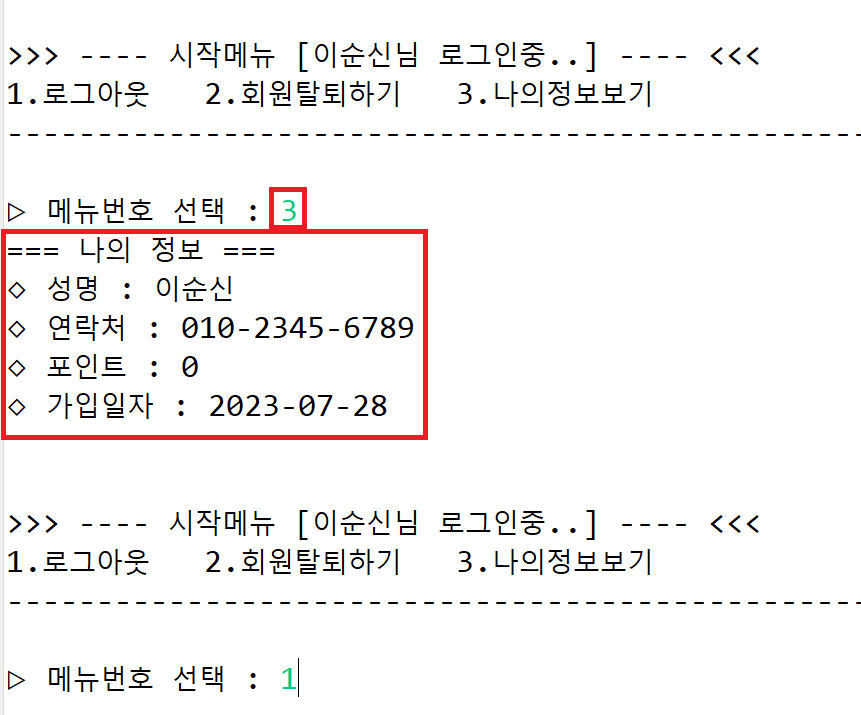 >>> ---- 시작메뉴 [이순신님 로그인중..] ---- <<<
1.로그아웃   2.회원탈퇴하기   3.나의정보보기
------------------------------------------------
▷ 메뉴번호 선택 : 3
=== 나의 정보 ===
◇ 성명 : 이순신
◇ 연락처 : 010-2345-6789
◇ 포인트 : 0
◇ 가입일자 : 2023-07-28
>>> ---- 시작메뉴 [이순신님 로그인중..] ---- <<<
1.로그아웃   2.회원탈퇴하기   3.나의정보보기
------------------------------------------------
▷ 메뉴번호 선택 : 1